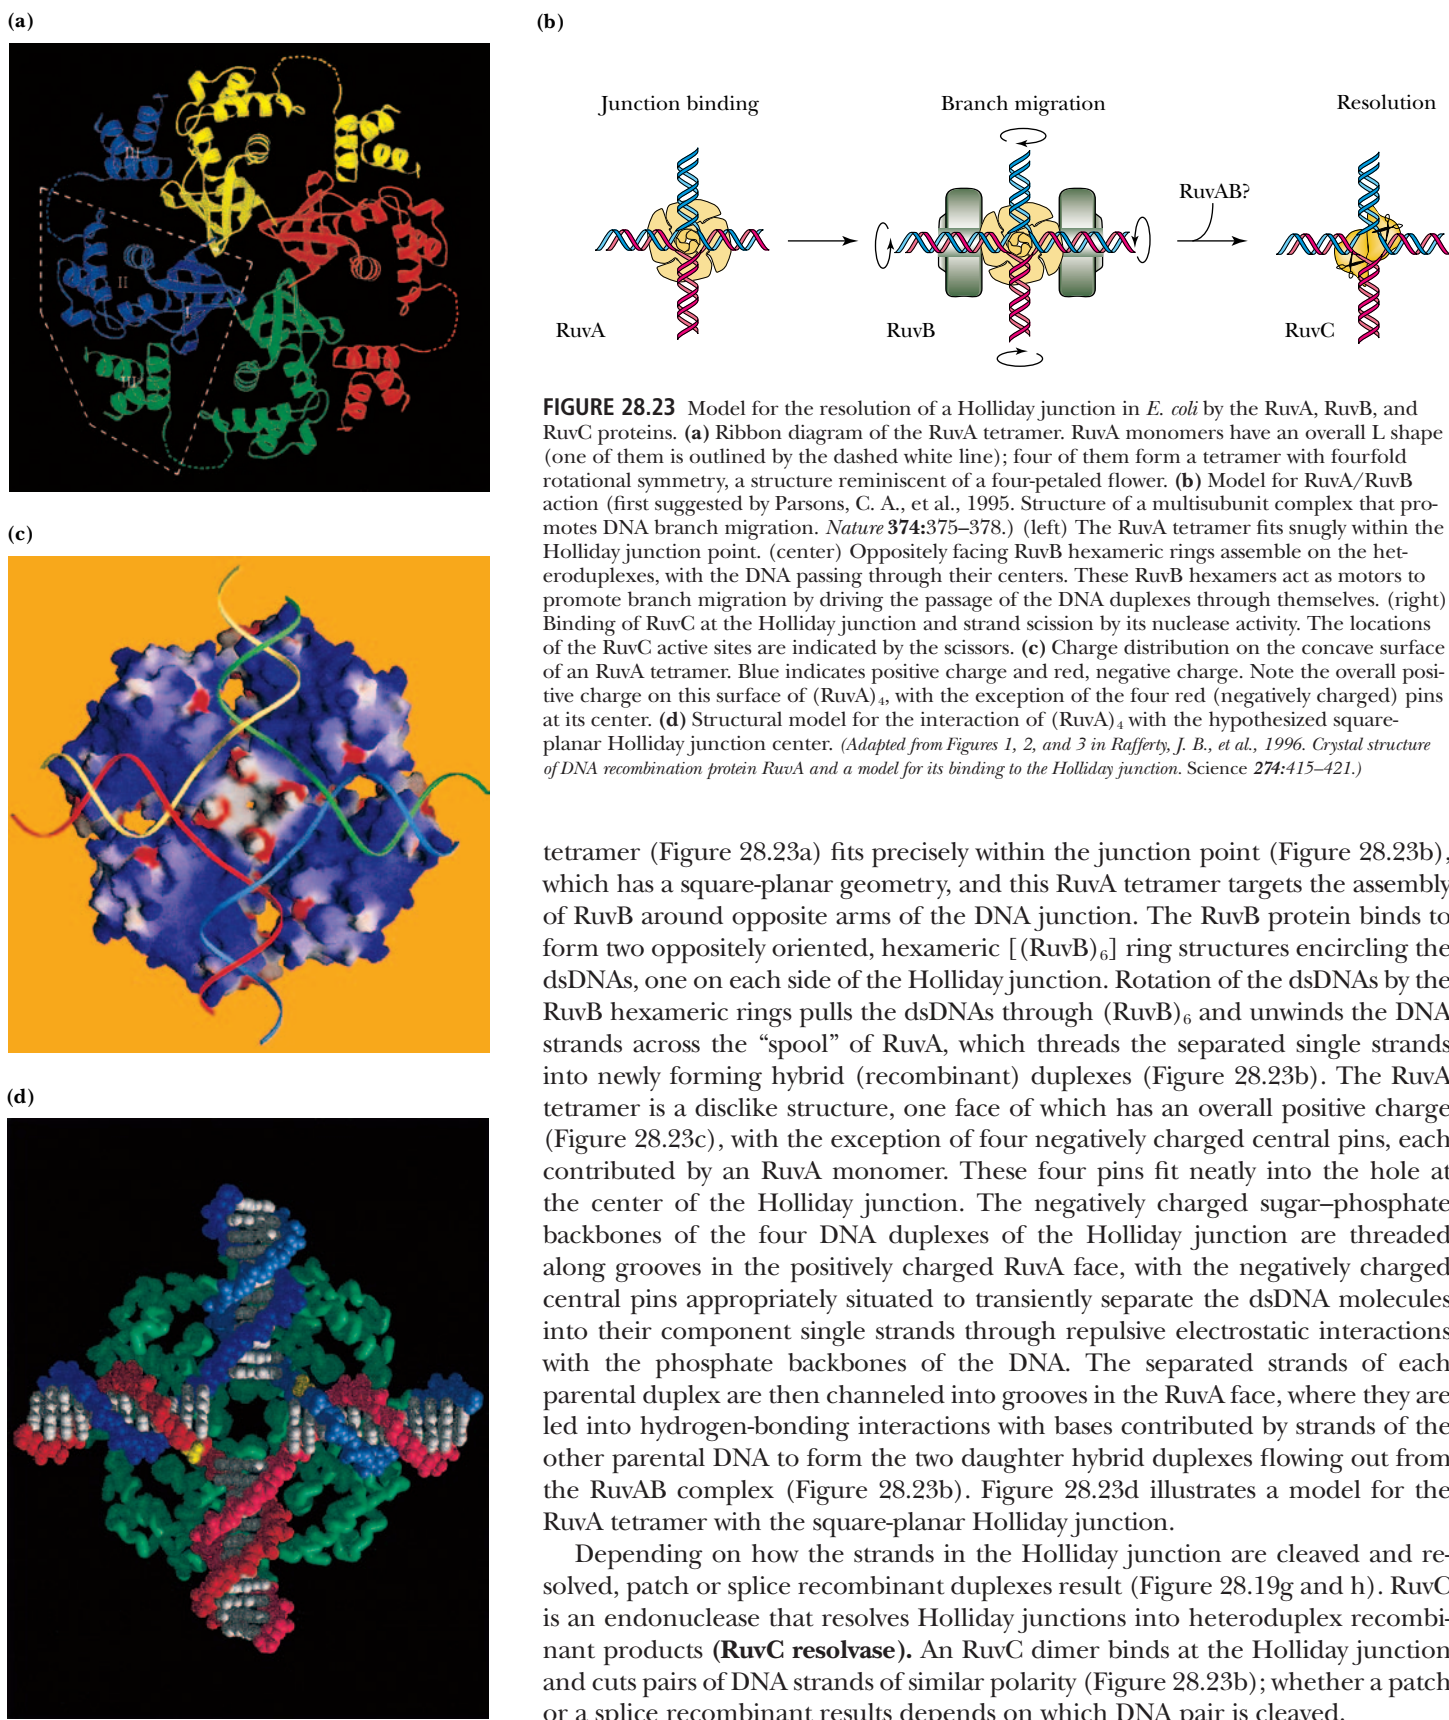 (a)
III
II
I
III
(b)
Junction binding
Branch migration
Resolution
RuvAB?
RuvA
RuvB
RuvC
FIGURE 28.23 Model for the resolution of a Holliday junction in E. coli by the RuvA, RuvB, and
RuvC proteins. (a) Ribbon diagram of the RuvA tetramer. RuvA monomers have an overall L shape
(one of them is outlined by the dashed white line); four of them form a tetramer with fourfold
rotational symmetry, a structure reminiscent of a four-petaled flower. (b) Model for RuvA/RuvB
action (first suggested by Parsons, C. A., et al., 1995. Structure of a multisubunit complex that pro-
motes DNA branch migration. Nature 374:375–378.) (left) The RuvA tetramer fits snugly within the
Holliday junction point. (center) Oppositely facing RuvB hexameric rings assemble on the het-
eroduplexes, with the DNA passing through their centers. These RuvB hexamers act as motors to
promote branch migration by driving the passage of the DNA duplexes through themselves. (right)
Binding of RuvC at the Holliday junction and strand scission by its nuclease activity. The locations
of the RuvC active sites are indicated by the scissors. (c) Charge distribution on the concave surface
of an RuvA tetramer. Blue indicates positive charge and red, negative charge. Note the overall posi-
tive charge on this surface of (RuvA)₄, with the exception of the four red (negatively charged) pins
at its center. (d) Structural model for the interaction of (RuvA)₄ with the hypothesized square-
planar Holliday junction center. (Adapted from Figures 1, 2, and 3 in Rafferty, J. B., et al., 1996. Crystal structure
of DNA recombination protein RuvA and a model for its binding to the Holliday junction. Science 274:415–421.)
(c)
(d)
tetramer (Figure 28.23a) fits precisely within the junction point (Figure 28.23b),
which has a square-planar geometry, and this RuvA tetramer targets the assembly
of RuvB around opposite arms of the DNA junction. The RuvB protein binds to
form two oppositely oriented, hexameric [(RuvB)₆] ring structures encircling the
dsDNAs, one on each side of the Holliday junction. Rotation of the dsDNAs by the
RuvB hexameric rings pulls the dsDNAs through (RuvB)₆ and unwinds the DNA
strands across the “spool” of RuvA, which threads the separated single strands
into newly forming hybrid (recombinant) duplexes (Figure 28.23b). The RuvA
tetramer is a disclike structure, one face of which has an overall positive charge
(Figure 28.23c), with the exception of four negatively charged central pins, each
contributed by an RuvA monomer. These four pins fit neatly into the hole at
the center of the Holliday junction. The negatively charged sugar–phosphate
backbones of the four DNA duplexes of the Holliday junction are threaded
along grooves in the positively charged RuvA face, with the negatively charged
central pins appropriately situated to transiently separate the dsDNA molecules
into their component single strands through repulsive electrostatic interactions
with the phosphate backbones of the DNA. The separated strands of each
parental duplex are then channeled into grooves in the RuvA face, where they are
led into hydrogen-bonding interactions with bases contributed by strands of the
other parental DNA to form the two daughter hybrid duplexes flowing out from
the RuvAB complex (Figure 28.23b). Figure 28.23d illustrates a model for the
RuvA tetramer with the square-planar Holliday junction.
Depending on how the strands in the Holliday junction are cleaved and re-
solved, patch or splice recombinant duplexes result (Figure 28.19g and h). RuvC
is an endonuclease that resolves Holliday junctions into heteroduplex recombi-
nant products (RuvC resolvase). An RuvC dimer binds at the Holliday junction
and cuts pairs of DNA strands of similar polarity (Figure 28.23b); whether a patch
or a splice recombinant results depends on which DNA pair is cleaved.